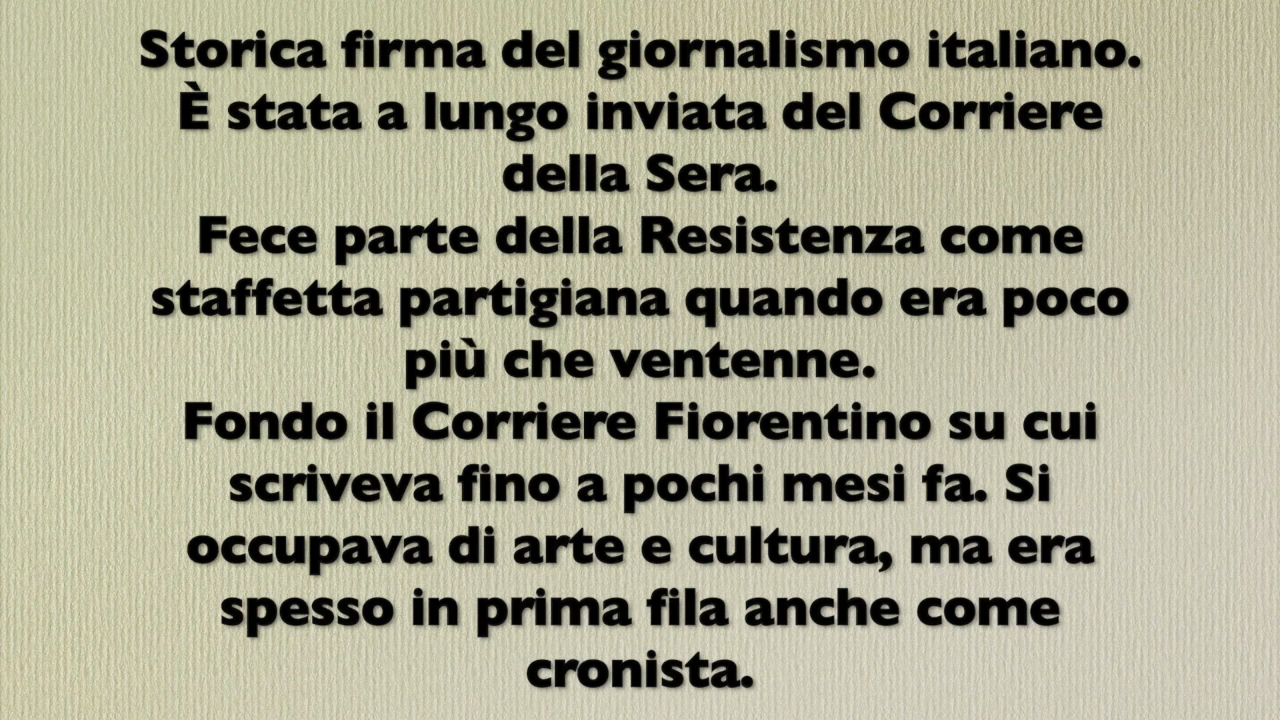 Storica firma del giornalismo italiano.
È stata a lungo inviata del Corriere
della Sera.
Fece parte della Resistenza come
staffetta partigiana quando era poco
più che ventenne.
Fondo il Corriere Fiorentino su cui
scriveva fino a pochi mesi fa. Si
occupava di arte e cultura, ma era
spesso in prima fila anche come
cronista.